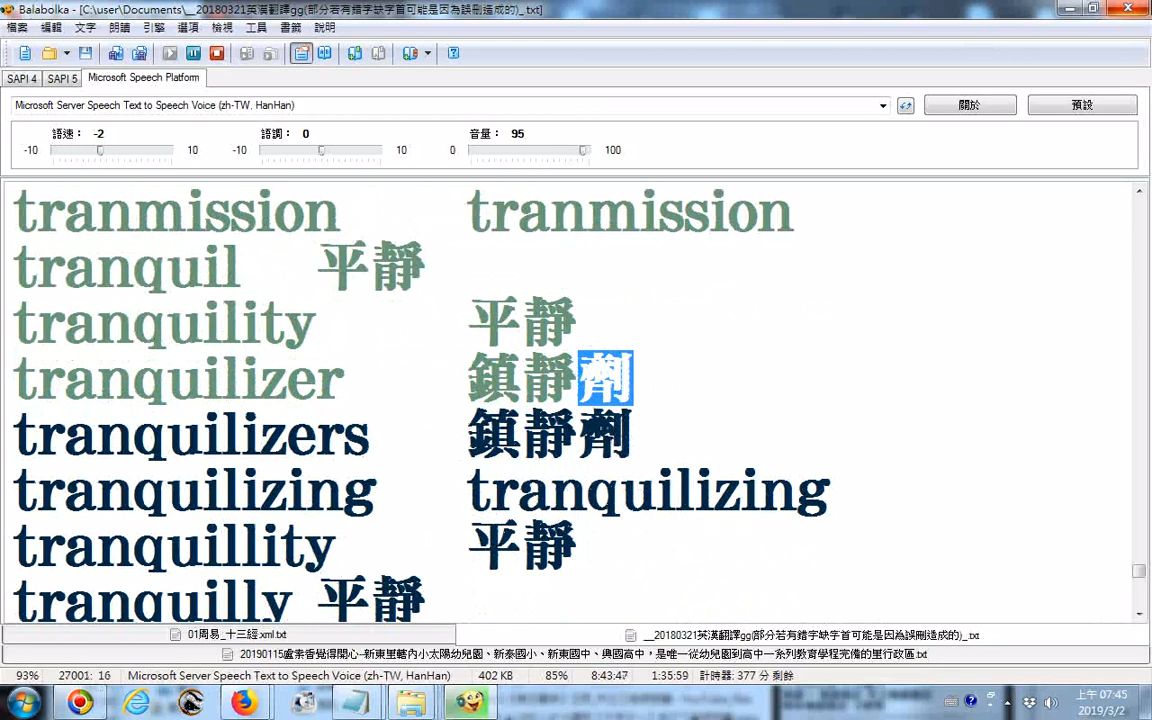 Balabolka - [C:\user\Documents\__20180321英漢翻譯gg(部分若有錯字缺字首可能是因為誤刪造成的)_.txt]
檔案 編輯 文字 朗讀 引擎 選項 檢視 工具 書籤 說明
SAPI 4 SAPI 5 Microsoft Speech Platform
Microsoft Server Speech Text to Speech Voice (zh-TW, HanHan) 關於 預設
語速： -2 語調： 0 音量： 95
-10 10 -10 10 0 100
tranmission tranmission
tranquil 平靜
tranquility 平靜
tranquilizer 鎮靜劑
tranquilizers 鎮靜劑
tranquilizing tranquilizing
tranquillity 平靜
tranquilly 平靜
01周易_十三經.xml.txt __20180321英漢翻譯gg(部分若有錯字缺字首可能是因為誤刪造成的)_.txt
20190115盧素香覺得開心-新東里轄內小太陽幼兒園、新泰國小、新東國中、興國高中，是唯一從幼兒園到高中一系列教育學程完備的里行政區.txt
93% 27001: 16 Microsoft Server Speech Text to Speech Voice (zh-TW, HanHan) 402 KB 85% 8:43:47 1:35:59 計時器: 377 分 剩餘
上午 07:45
2019/3/2